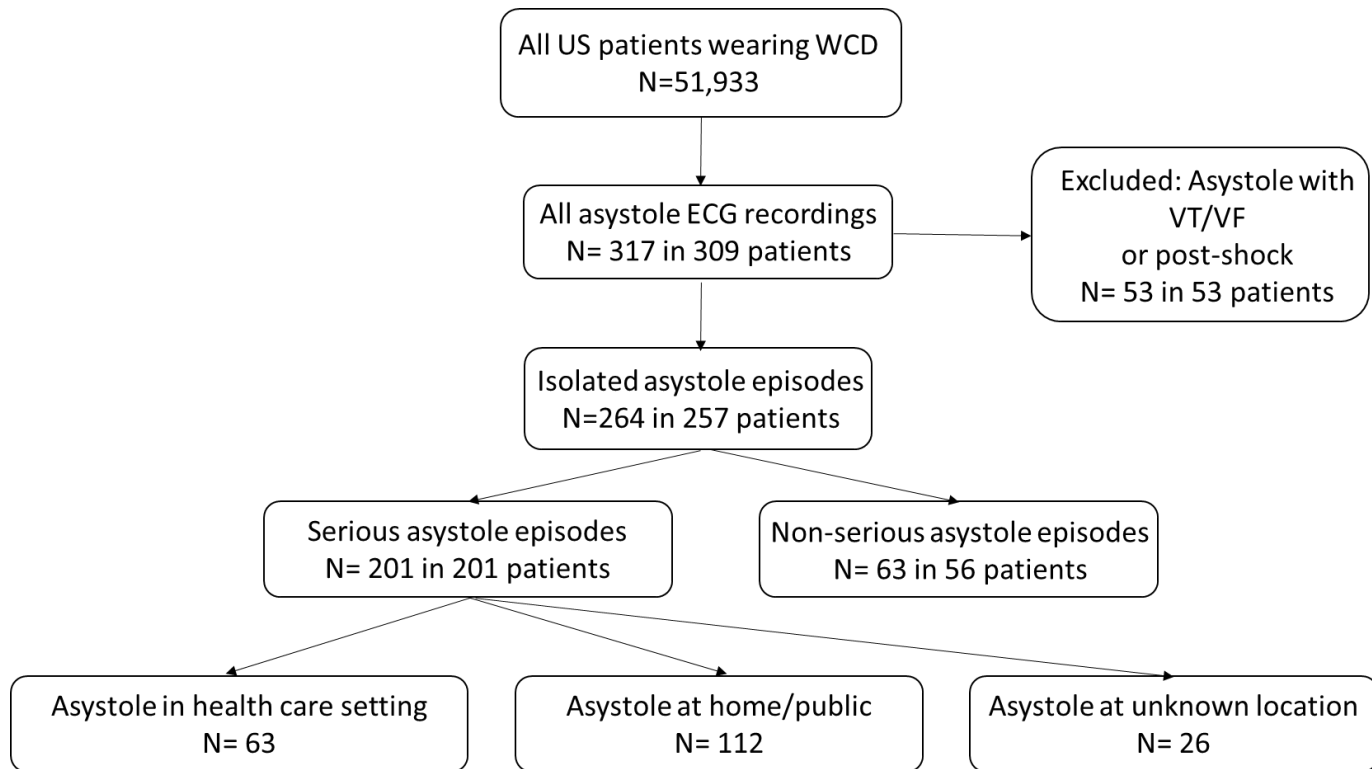 All US patients wearing WCD
N=51,933
All asystole ECG recordings
N= 317 in 309 patients
Excluded: Asystole with
VT/VF
or post-shock
N= 53 in 53 patients
Isolated asystole episodes
N=264 in 257 patients
Serious asystole episodes
N= 201 in 201 patients
Non-serious asystole episodes
N= 63 in 56 patients
Asystole in health care setting
N= 63
Asystole at home/public
N= 112
Asystole at unknown location
N= 26